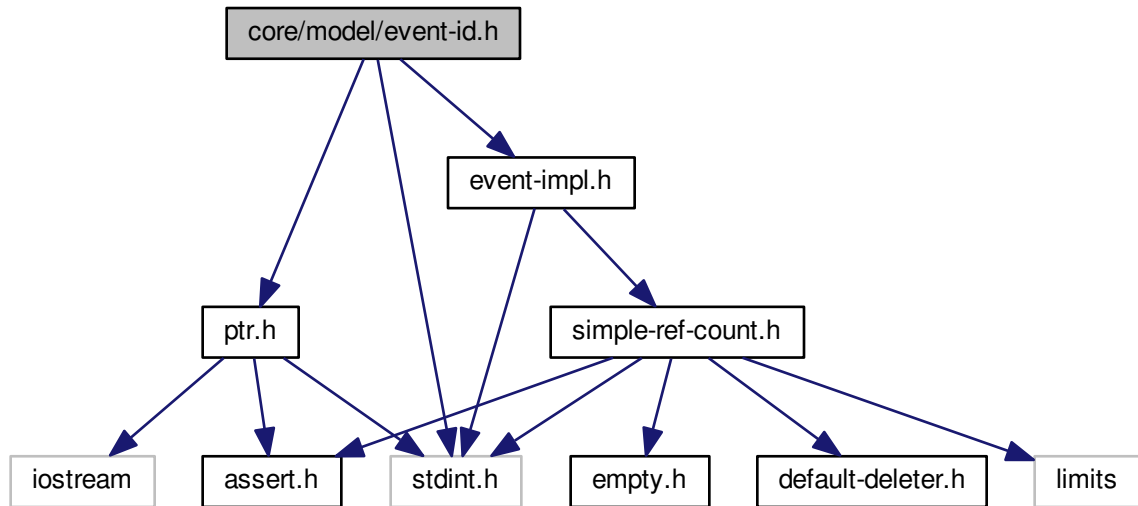 core/model/event-id.h
event-impl.h
ptr.h
simple-ref-count.h
iostream
assert.h
stdint.h
empty.h
default-deleter.h
limits